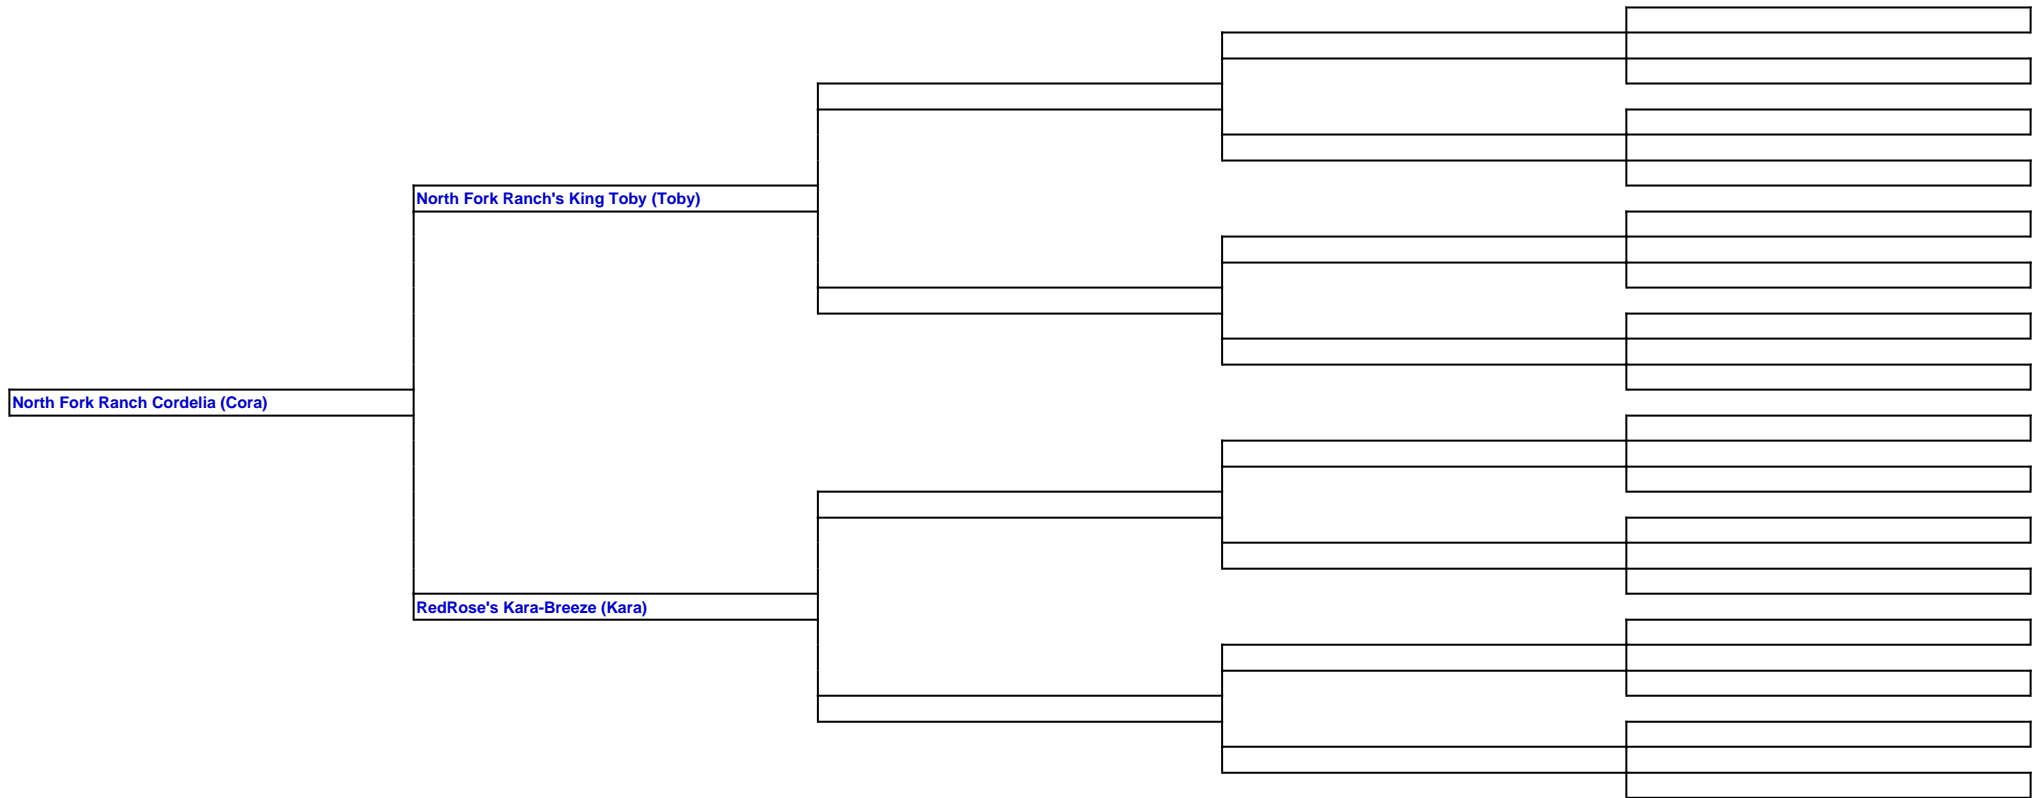 North Fork Ranch's King Toby (Toby)
North Fork Ranch Cordelia (Cora)
RedRose's Kara-Breeze (Kara)